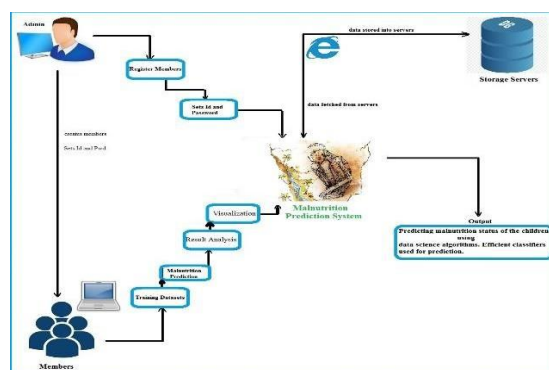 Admin
Register Members
Sets Id and
Password
data stored into servers
Storage Servers
data fetched from servers
creates members
Sets Id and Pwd
Malnutrition
Prediction System
Visualization
Result Analysis
Malnutrition
Prediction
Training Datasets
Members
Output
Predicting malnutrition status of the children
using
data science algorithms. Efficient classifiers
used for prediction.